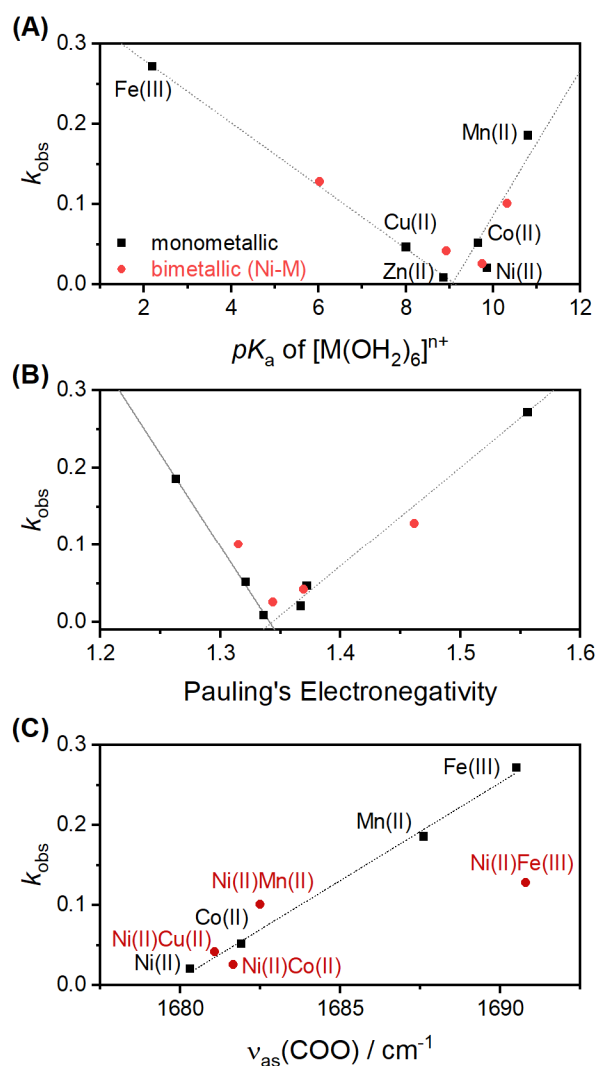 (A)
0.3
0.2
0.1
0.0
kobs
Fe(III)
Mn(II)
Cu(II)
Co(II)
Zn(II)
Ni(II)
monometallic
bimetallic (Ni-M)
2 4 6 8 10 12
pKa of [M(OH2)6]n+
(B)
0.3
0.2
0.1
0.0
kobs
1.2 1.3 1.4 1.5 1.6
Pauling's Electronegativity
(C)
0.3
0.2
0.1
0.0
kobs
Fe(III)
Mn(II)
Ni(II)Fe(III)
Ni(II)Mn(II)
Co(II)
Ni(II)Cu(II)
Ni(II)
Ni(II)Co(II)
1680 1685 1690
νas(COO) / cm-1